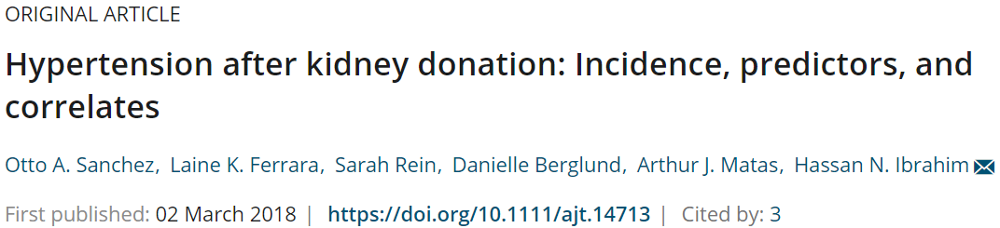 ORIGINAL ARTICLE
Hypertension after kidney donation: Incidence, predictors, and
correlates
Otto A. Sanchez, Laine K. Ferrara, Sarah Rein, Danielle Berglund, Arthur J. Matas, Hassan N. Ibrahim
First published: 02 March 2018 | https://doi.org/10.1111/ajt.14713 | Cited by: 3